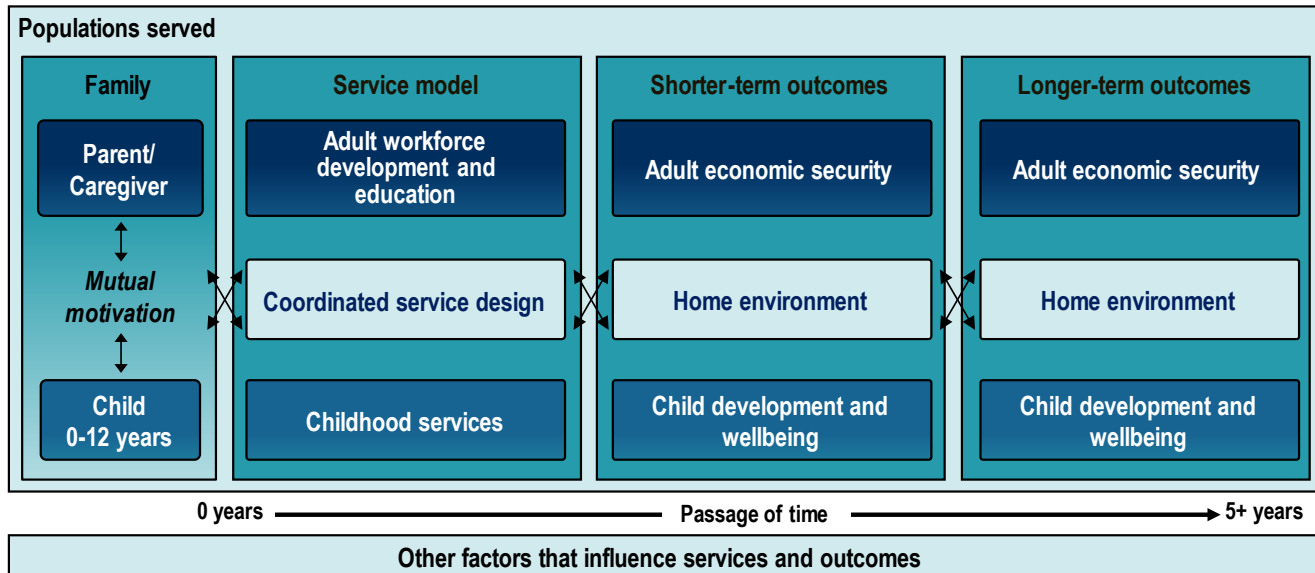 Populations served
Family
Parent/
Caregiver
Mutual
motivation
Child
0-12 years
Service model
Adult workforce
development and
education
Coordinated service design
Childhood services
Shorter-term outcomes
Adult economic security
Home environment
Child development and
wellbeing
Longer-term outcomes
Adult economic security
Home environment
Child development and
wellbeing
0 years
Passage of time
5+ years
Other factors that influence services and outcomes